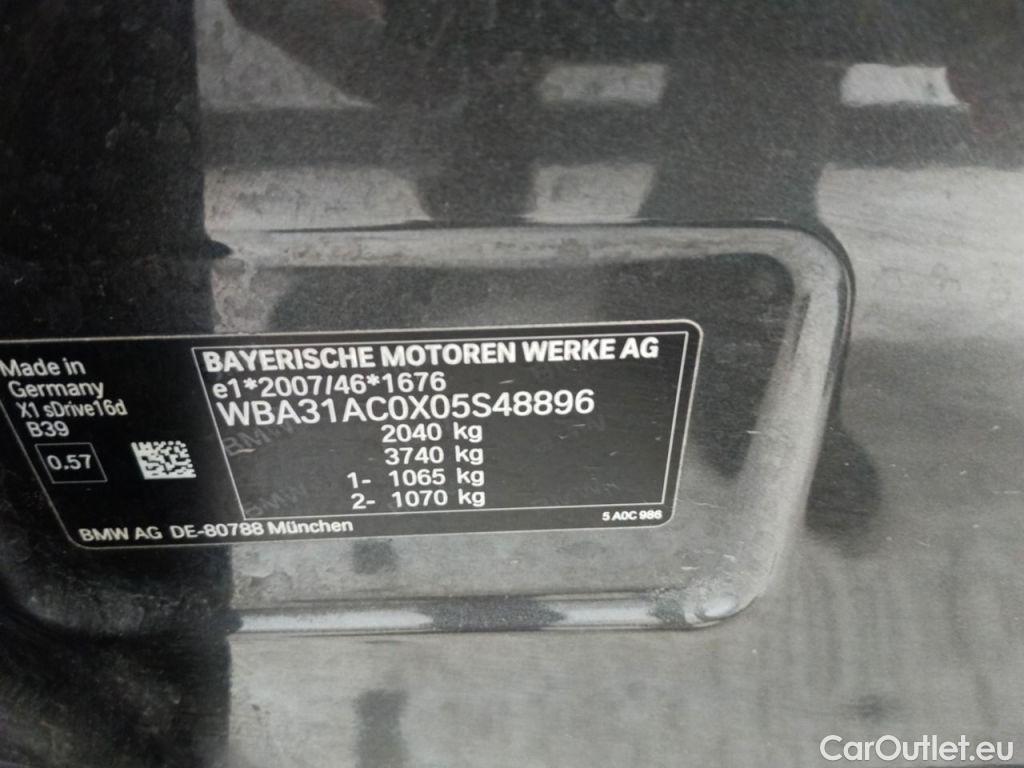 Made in
Germany
X1 sDrive16d
B39
0.57
BAYERISCHE MOTOREN WERKE AG
e1*2007/46*1676
WBA31AC0X05S48896
2040 kg
3740 kg
1- 1065 kg
2- 1070 kg
BMW AG DE-80788 München
5 A0C 986
CarOutlet.eu